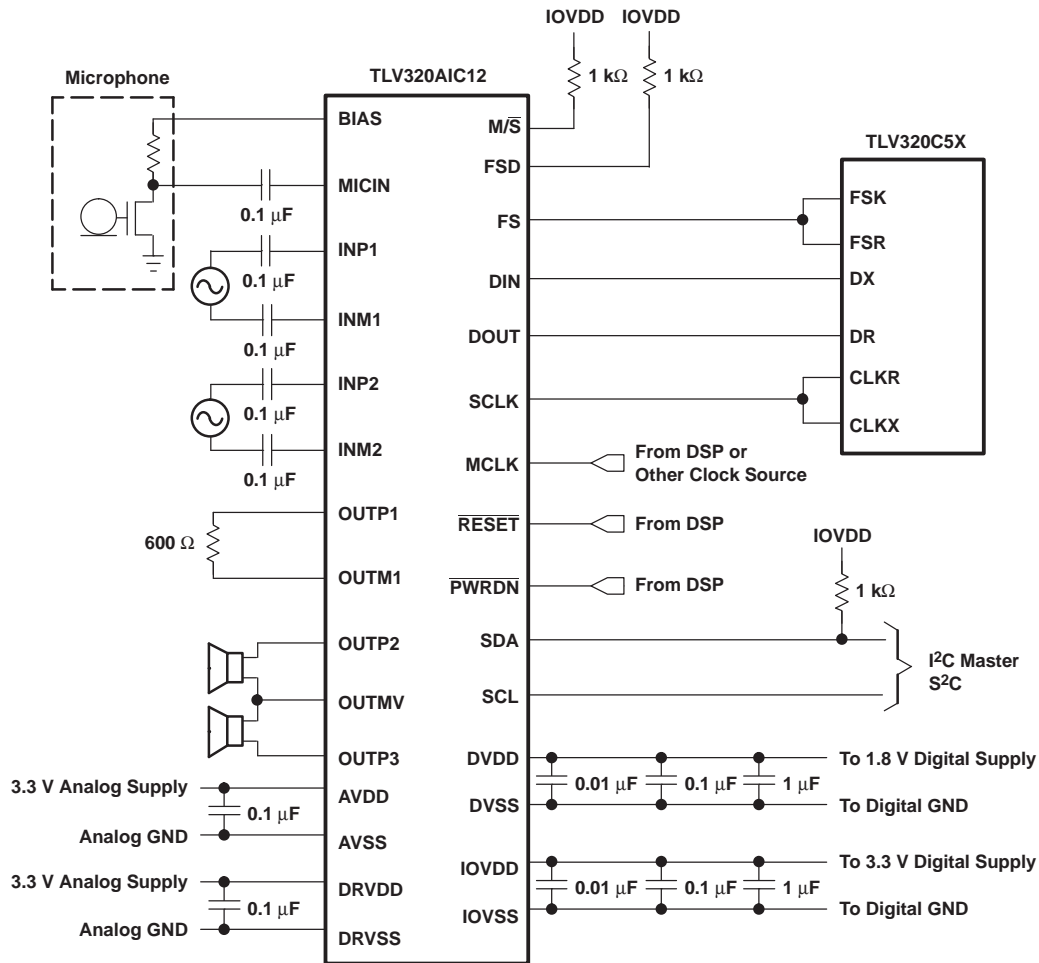 IOVDD
IOVDD
1 kΩ
1 kΩ
Microphone
TLV320AIC12
TLV320C5X
BIAS
MICIN
0.1 μF
INP1
0.1 μF
INM1
0.1 μF
INP2
0.1 μF
INM2
0.1 μF
OUTP1
600 Ω
OUTM1
OUTP2
OUTMV
OUTP3
3.3 V Analog Supply
AVDD
0.1 μF
Analog GND
AVSS
3.3 V Analog Supply
DRVDD
0.1 μF
Analog GND
DRVSS
M/S̅
FSD
FS
DIN
DOUT
SCLK
MCLK
R̅E̅S̅E̅T̅
P̅W̅R̅D̅N̅
SDA
SCL
DVDD
DVSS
IOVDD
IOVSS
FSK
FSR
DX
DR
CLKR
CLKX
From DSP or
Other Clock Source
From DSP
From DSP
IOVDD
1 kΩ
I²C Master
S²C
To 1.8 V Digital Supply
0.01 μF
0.1 μF
1 μF
To Digital GND
To 3.3 V Digital Supply
0.01 μF
0.1 μF
1 μF
To Digital GND